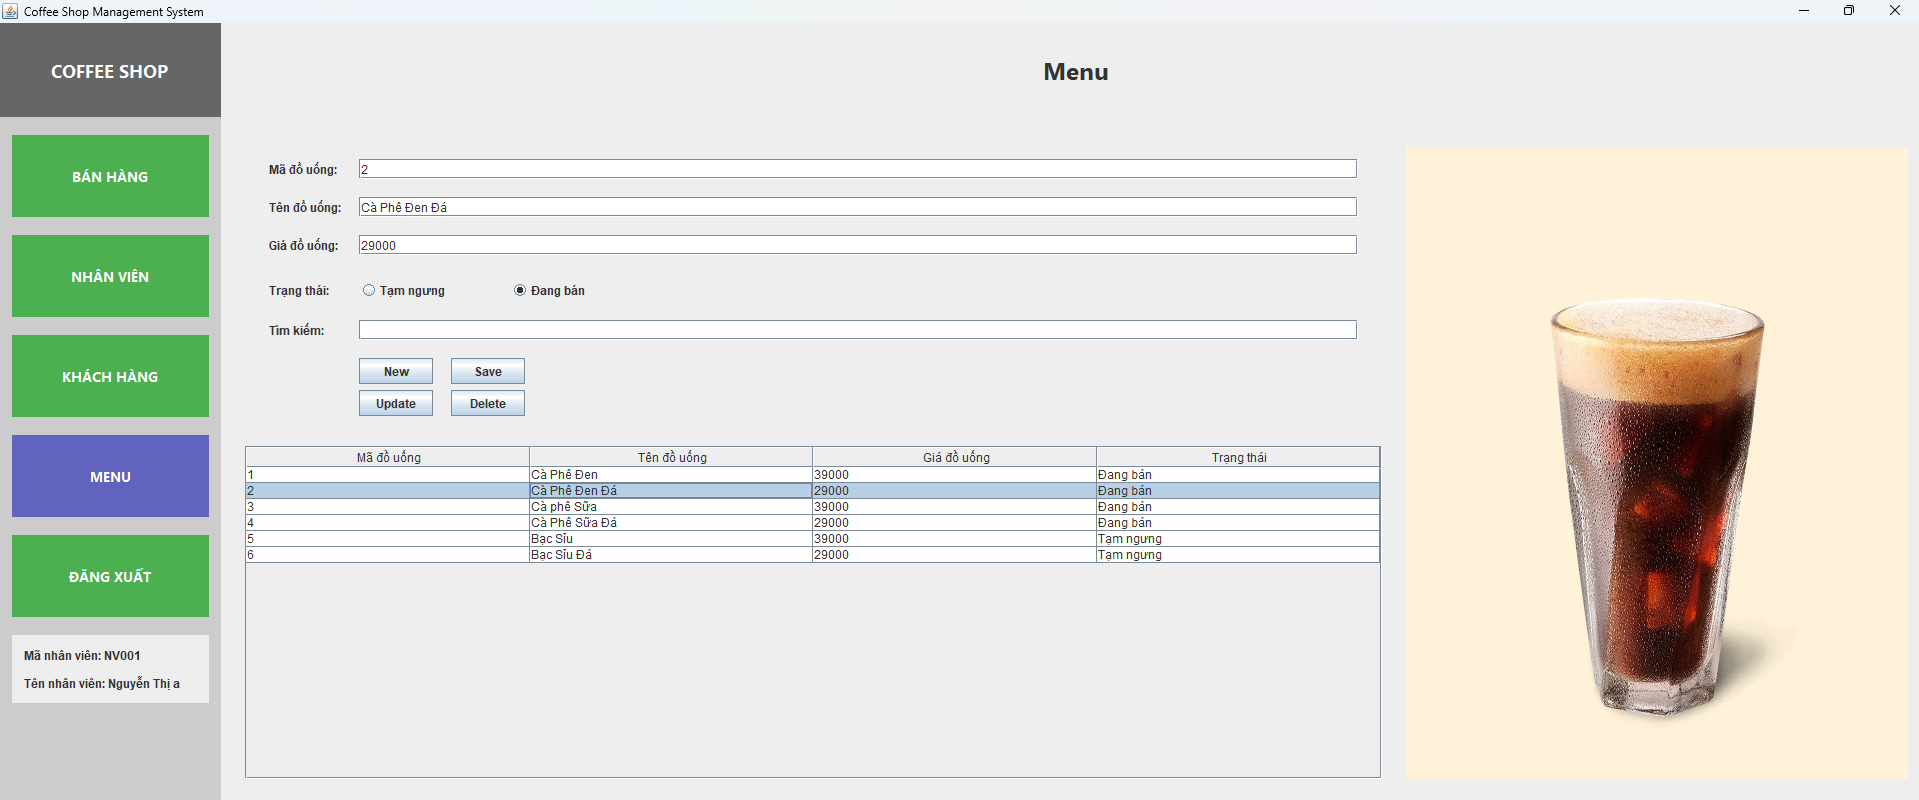 Coffee Shop Management System
COFFEE SHOP
BÁN HÀNG
NHÂN VIÊN
KHÁCH HÀNG
MENU
ĐĂNG XUẤT
Mã nhân viên: NV001
Tên nhân viên: Nguyễn Thị a
Menu
Mã đồ uống: 2
Tên đồ uống: Cà Phê Đen Đá
Giá đồ uống: 29000
Trạng thái: Tạm ngưng Đang bán
Tìm kiếm:
New Save
Update Delete
Mã đồ uống Tên đồ uống Giá đồ uống Trạng thái
1 Cà Phê Đen 39000 Đang bán
2 Cà Phê Đen Đá 29000 Đang bán
3 Cà phê Sữa 39000 Đang bán
4 Cà Phê Sữa Đá 29000 Đang bán
5 Bạc Sỉu 39000 Tạm ngưng
6 Bạc Sỉu Đá 29000 Tạm ngưng